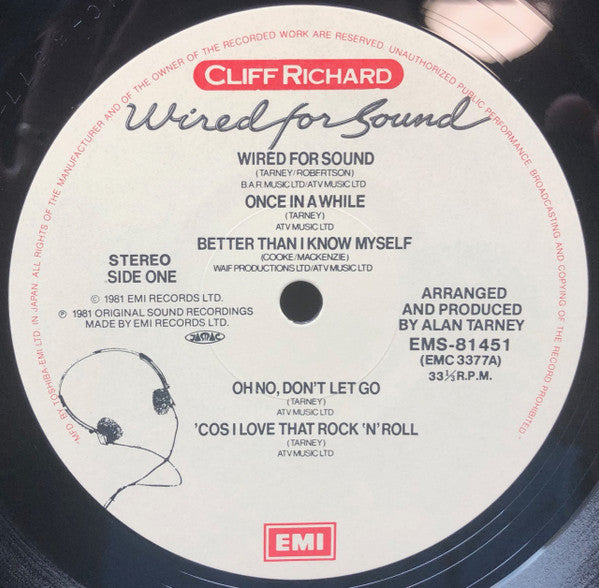 "MFD. BY TOSHIBA-EMI LTD. IN JAPAN. ALL RIGHTS OF THE MANUFACTURER AND OF THE OWNER OF THE RECORDED WORK ARE RESERVED. UNAUTHORIZED PUBLIC PERFORMANCE, BROADCASTING AND COPYING OF THE RECORD PROHIBITED."
CLIFF RICHARD
Wired for Sound
WIRED FOR SOUND
(TARNEY/ROBERTSON)
B.A.R. MUSIC LTD/ATV MUSIC LTD
ONCE IN A WHILE
(TARNEY)
ATV MUSIC LTD
BETTER THAN I KNOW MYSELF
(COOKE/MACKENZIE)
WAIF PRODUCTIONS LTD/ATV MUSIC LTD
STEREO
SIDE ONE
© 1981 EMI RECORDS LTD.
℗ 1981 ORIGINAL SOUND RECORDINGS
MADE BY EMI RECORDS LTD.
JASRAC
ARRANGED
AND PRODUCED
BY ALAN TARNEY
EMS-81451
(EMC 3377A)
33⅓ R.P.M.
OH NO, DON'T LET GO
(TARNEY)
ATV MUSIC LTD
'COS I LOVE THAT ROCK 'N' ROLL
(TARNEY)
ATV MUSIC LTD
EMI